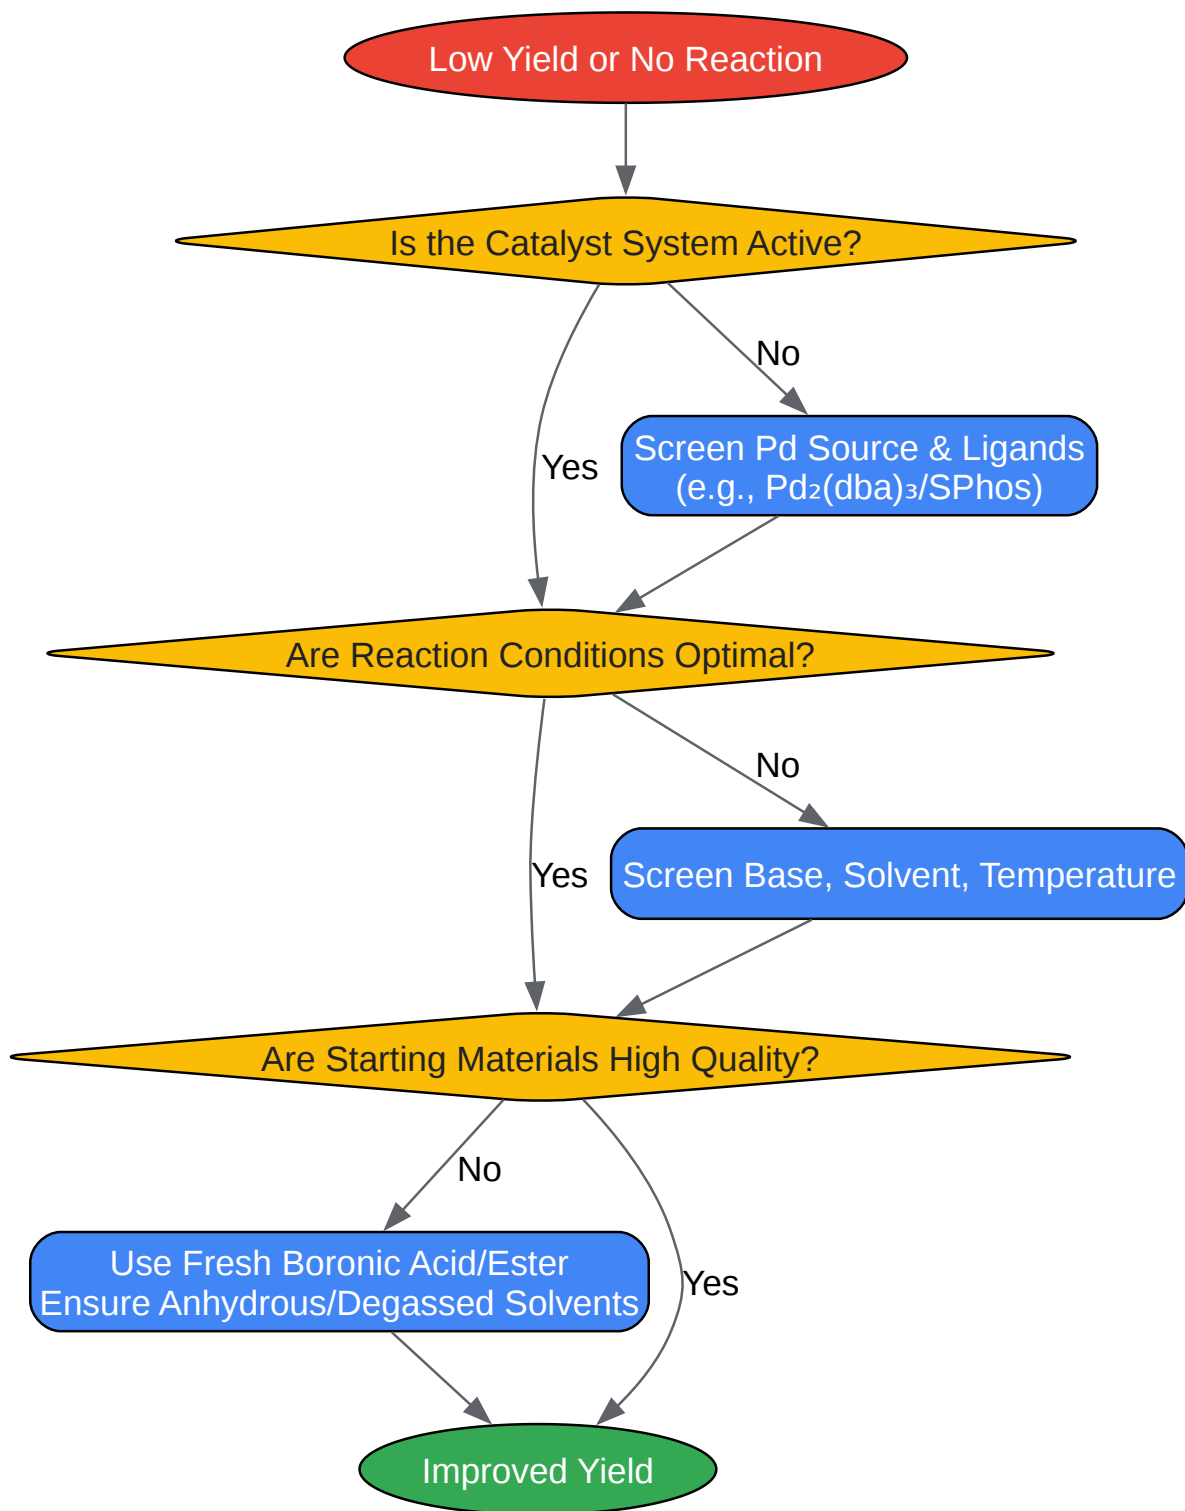 Low Yield or No Reaction
Is the Catalyst System Active?
No
Yes
Screen Pd Source & Ligands
(e.g., Pd₂(dba)₃/SPhos)
Are Reaction Conditions Optimal?
No
Yes
Screen Base, Solvent, Temperature
Are Starting Materials High Quality?
No
Yes
Use Fresh Boronic Acid/Ester
Ensure Anhydrous/Degassed Solvents
Improved Yield